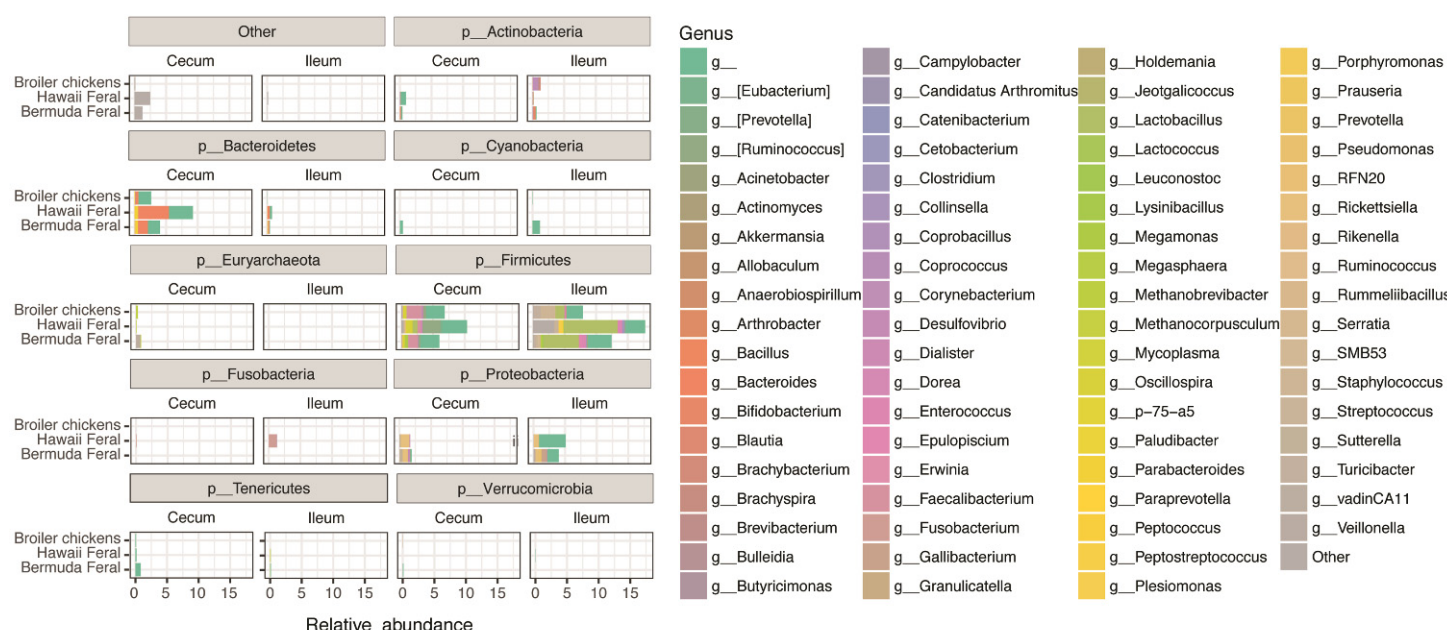 Other
p__Actinobacteria
Cecum
Ileum
Cecum
Ileum
Broiler chickens
Hawaii Feral
Bermuda Feral
p__Bacteroidetes
p__Cyanobacteria
Cecum
Ileum
Cecum
Ileum
Broiler chickens
Hawaii Feral
Bermuda Feral
p__Euryarchaeota
p__Firmicutes
Cecum
Ileum
Cecum
Ileum
Broiler chickens
Hawaii Feral
Bermuda Feral
p__Fusobacteria
p__Proteobacteria
Cecum
Ileum
Cecum
Ileum
Broiler chickens
Hawaii Feral
Bermuda Feral
p__Tenericutes
p__Verrucomicrobia
Cecum
Ileum
Cecum
Ileum
Broiler chickens
Hawaii Feral
Bermuda Feral
0 5 10 15
0 5 10 15
0 5 10 15
0 5 10 15
Relative abundance
Genus
g__
g__[Eubacterium]
g__[Prevotella]
g__[Ruminococcus]
g__Acinetobacter
g__Actinomyces
g__Akkermansia
g__Allobaculum
g__Anaerobiospirillum
g__Arthrobacter
g__Bacillus
g__Bacteroides
g__Bifidobacterium
g__Blautia
g__Brachybacterium
g__Brachyspira
g__Brevibacterium
g__Bulleidia
g__Butyricimonas
g__Campylobacter
g__Candidatus Arthromitus
g__Catenibacterium
g__Cetobacterium
g__Clostridium
g__Collinsella
g__Coprobacillus
g__Coprococcus
g__Corynebacterium
g__Desulfovibrio
g__Dialister
g__Dorea
g__Enterococcus
g__Epulopiscium
g__Erwinia
g__Faecalibacterium
g__Fusobacterium
g__Gallibacterium
g__Granulicatella
g__Holdemania
g__Jeotgalicoccus
g__Lactobacillus
g__Lactococcus
g__Leuconostoc
g__Lysinibacillus
g__Megamonas
g__Megasphaera
g__Methanobrevibacter
g__Methanocorpusculum
g__Mycoplasma
g__Oscillospira
g__p−75−a5
g__Paludibacter
g__Parabacteroides
g__Paraprevotella
g__Peptococcus
g__Peptostreptococcus
g__Plesiomonas
g__Porphyromonas
g__Prauseria
g__Prevotella
g__Pseudomonas
g__RFN20
g__Rickettsiella
g__Rikenella
g__Ruminococcus
g__Rummeliibacillus
g__Serratia
g__SMB53
g__Staphylococcus
g__Streptococcus
g__Sutterella
g__Turicibacter
g__vadinCA11
g__Veillonella
Other